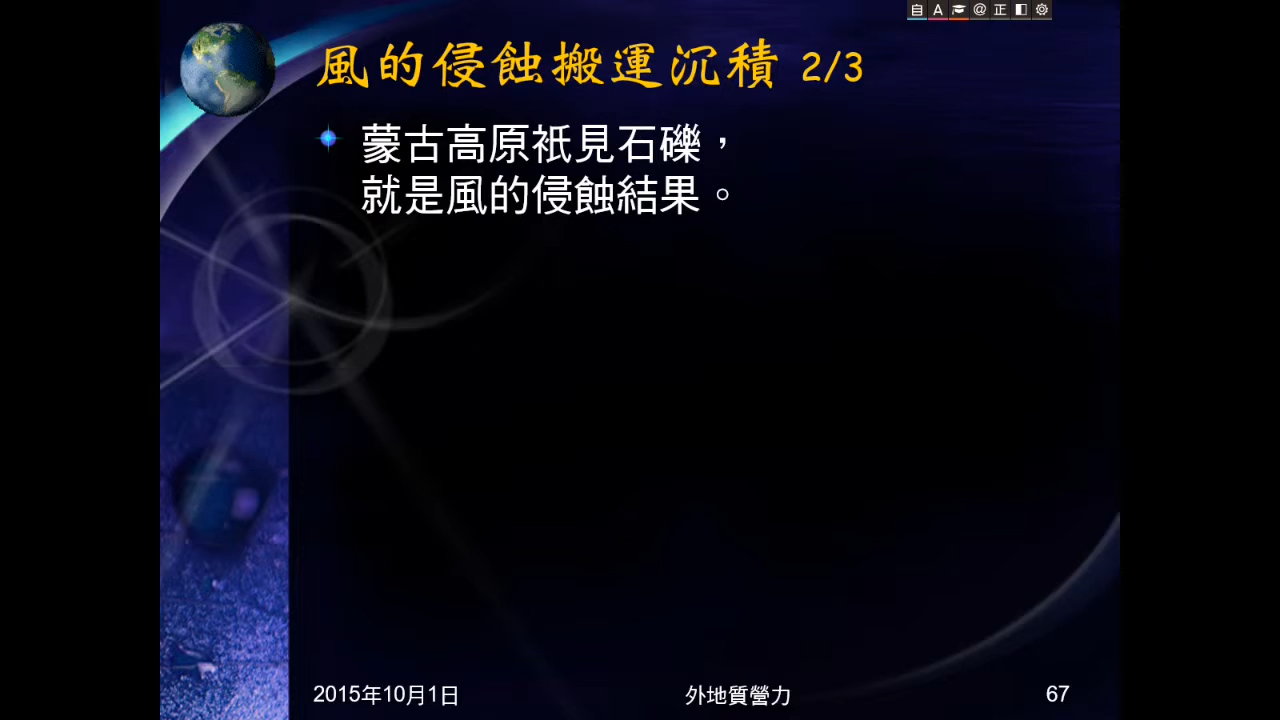 自 A @ 正
風的侵蝕搬運沉積 2/3
蒙古高原祇見石礫，
就是風的侵蝕結果。
2015年10月1日
外地質營力
67